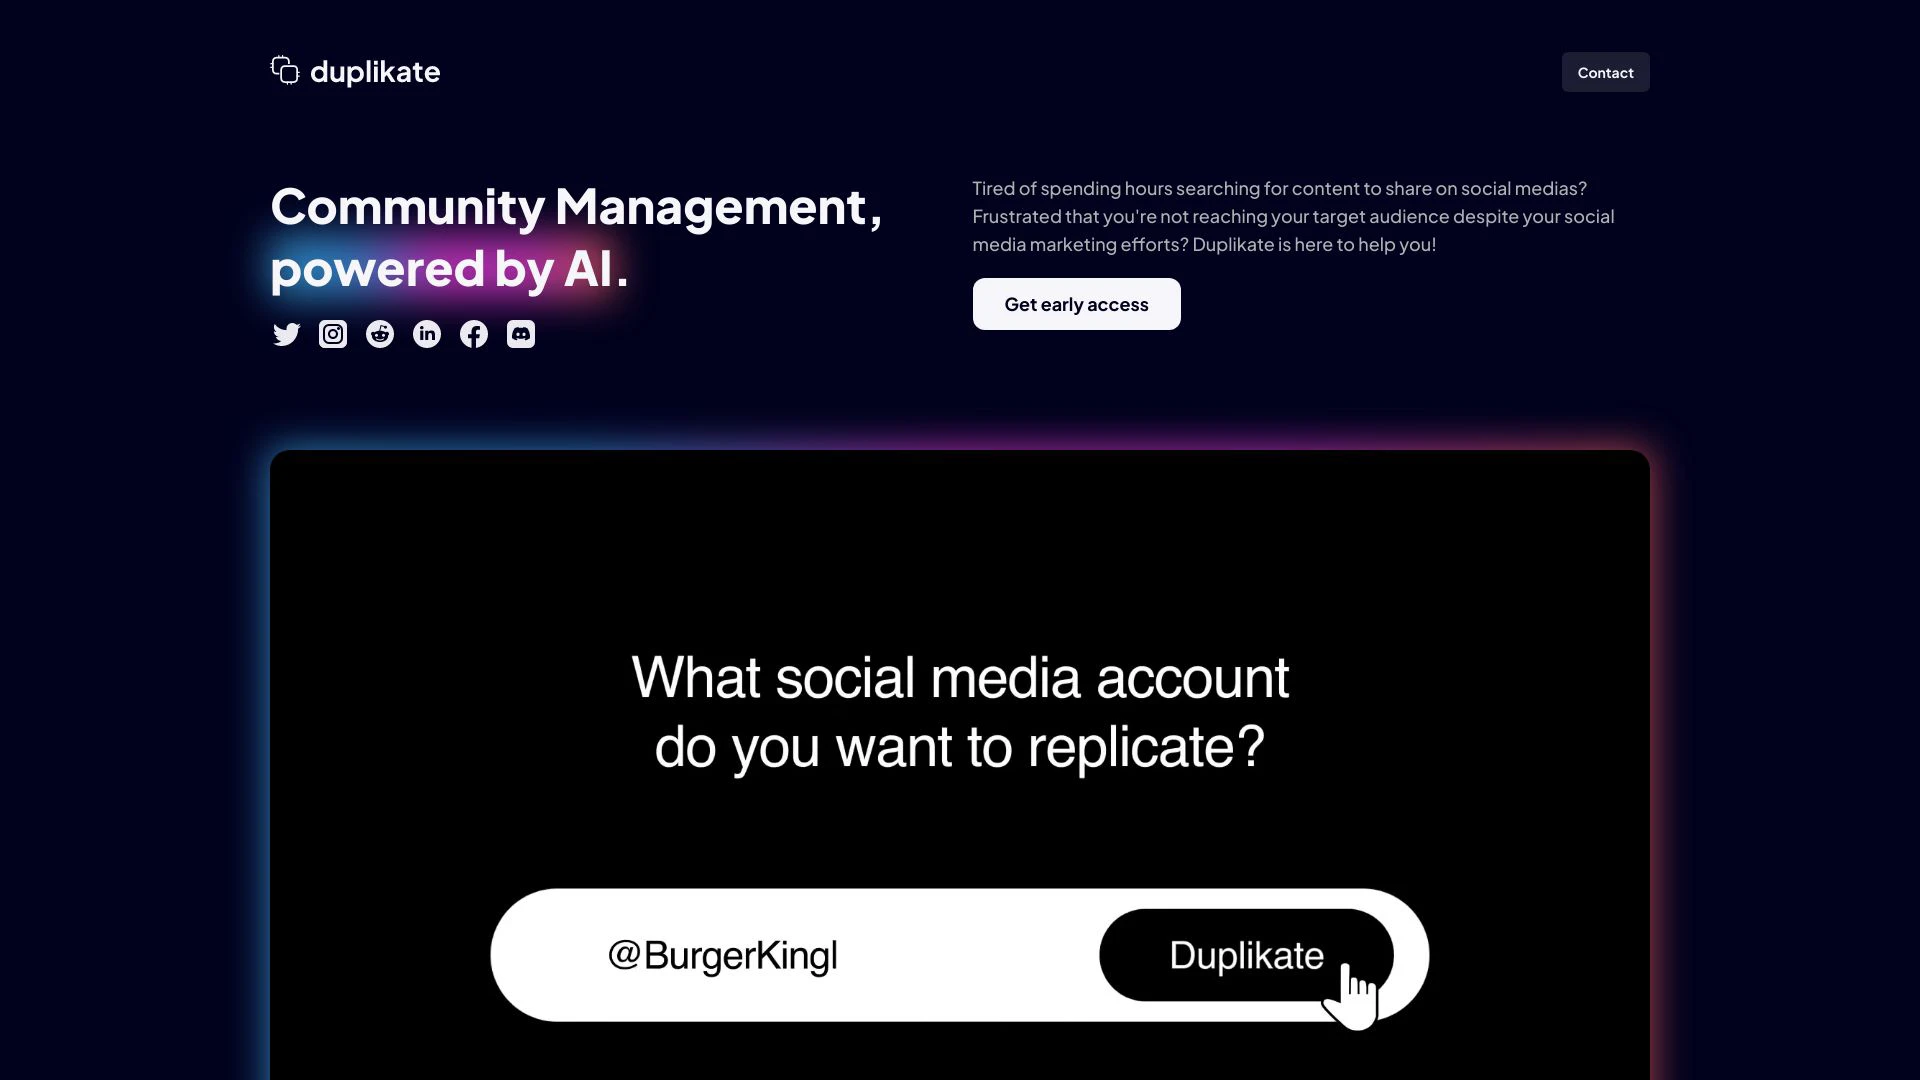 duplikate
Contact
Community Management,
powered by AI.
Tired of spending hours searching for content to share on social medias?
Frustrated that you're not reaching your target audience despite your social
media marketing efforts? Duplikate is here to help you!
Get early access
What social media account
do you want to replicate?
@BurgerKingl
Duplikate